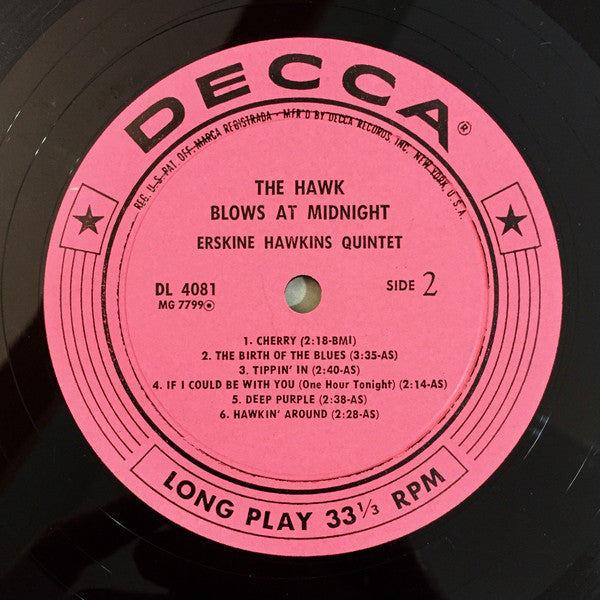 DECCA®
REG. U.S. PAT. OFF. MARCA REGISTRADA • MFR'D BY DECCA RECORDS, INC., NEW YORK, U.S.A.
THE HAWK
BLOWS AT MIDNIGHT
ERSKINE HAWKINS QUINTET
DL 4081
MG 7799
SIDE 2
1. CHERRY (2:18-BMI)
2. THE BIRTH OF THE BLUES (3:35-AS)
3. TIPPIN' IN (2:40-AS)
4. IF I COULD BE WITH YOU (One Hour Tonight) (2:14-AS)
5. DEEP PURPLE (2:38-AS)
6. HAWKIN' AROUND (2:28-AS)
LONG PLAY 33⅓ RPM